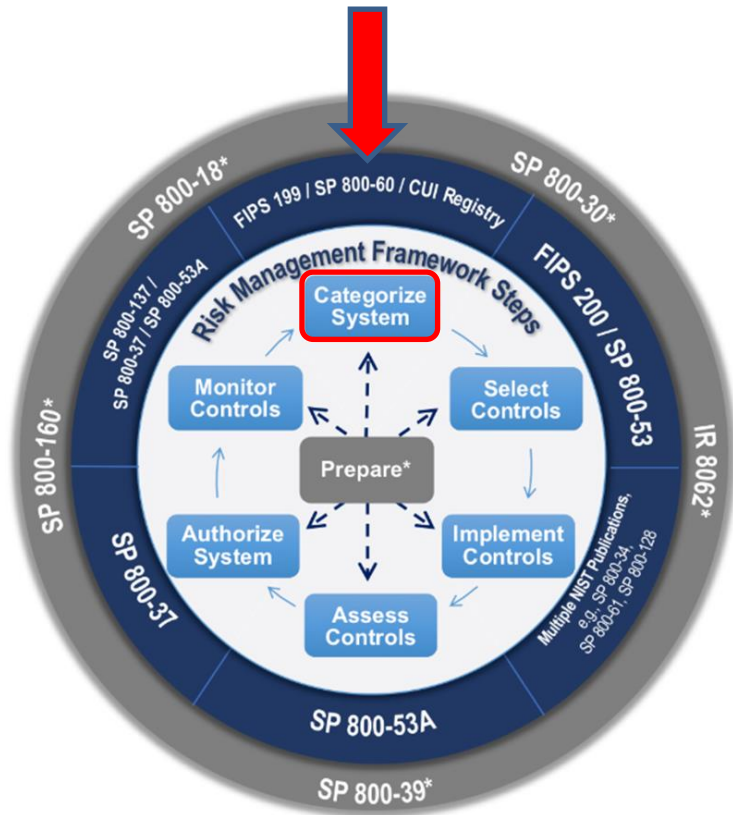 SP 800-18*
SP 800-30*
IR 8062*
SP 800-39*
SP 800-160*
FIPS 199 / SP 800-60 / CUI Registry
FIPS 200 / SP 800-53
Multiple NIST Publications,
e.g., SP 800-34,
SP 800-61, SP 800-128
SP 800-53A
SP 800-37
SP 800-137 /
SP 800-37 / SP 800-53A
Risk Management Framework Steps
Categorize
System
Select
Controls
Implement
Controls
Assess
Controls
Authorize
System
Monitor
Controls
Prepare*